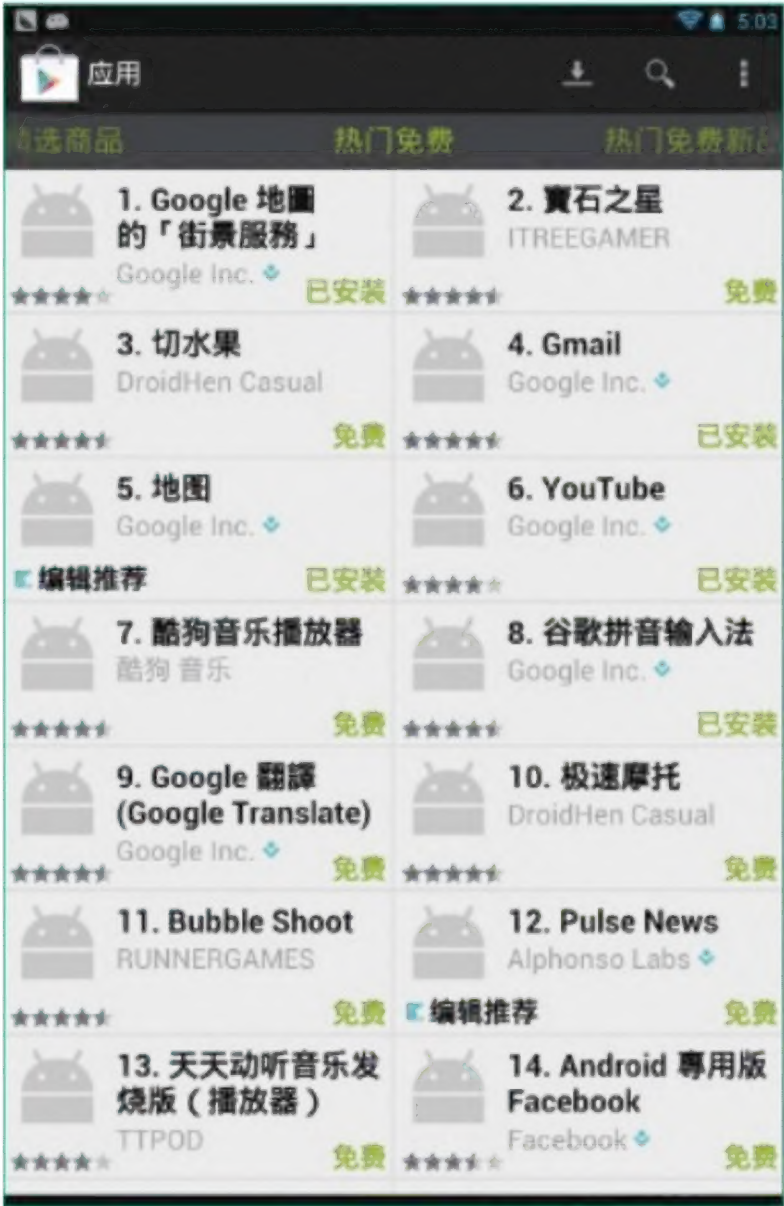 5:03
应用
选商品
热门免费
热门免费新品
1. Google 地圖
的「街景服務」
Google Inc.
已安装
2. 寶石之星
ITREEGAMER
免费
3. 切水果
DroidHen Casual
免费
4. Gmail
Google Inc.
已安装
5. 地图
Google Inc.
编辑推荐
已安装
6. YouTube
Google Inc.
已安装
7. 酷狗音乐播放器
酷狗 音乐
免费
8. 谷歌拼音输入法
Google Inc.
已安装
9. Google 翻譯
(Google Translate)
Google Inc.
免费
10. 极速摩托
DroidHen Casual
免费
11. Bubble Shoot
RUNNERGAMES
免费
12. Pulse News
Alphonso Labs
编辑推荐
免费
13. 天天动听音乐发
烧版（播放器）
TTPOD
免费
14. Android 專用版
Facebook
Facebook
免费